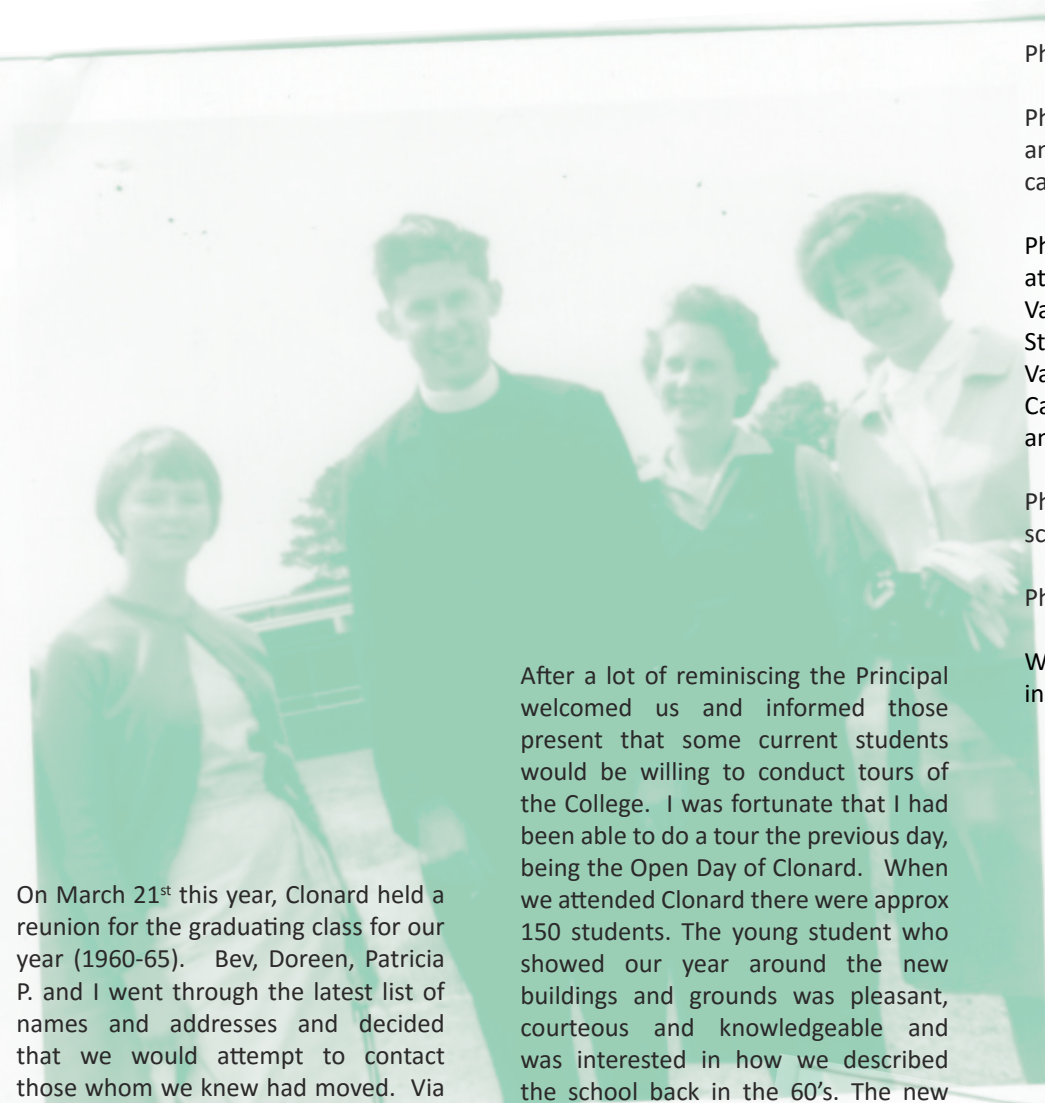 On March 21st this year, Clonard held a
reunion for the graduating class for our
year (1960-65). Bev, Doreen, Patricia
P. and I went through the latest list of
names and addresses and decided
that we would attempt to contact
those whom we knew had moved. Via
After a lot of reminiscing the Principal
welcomed us and informed those
present that some current students
would be willing to conduct tours of
the College. I was fortunate that I had
been able to do a tour the previous day,
being the Open Day of Clonard. When
we attended Clonard there were approx
150 students. The young student who
showed our year around the new
buildings and grounds was pleasant,
courteous and knowledgeable and
was interested in how we described
the school back in the 60's. The new
in